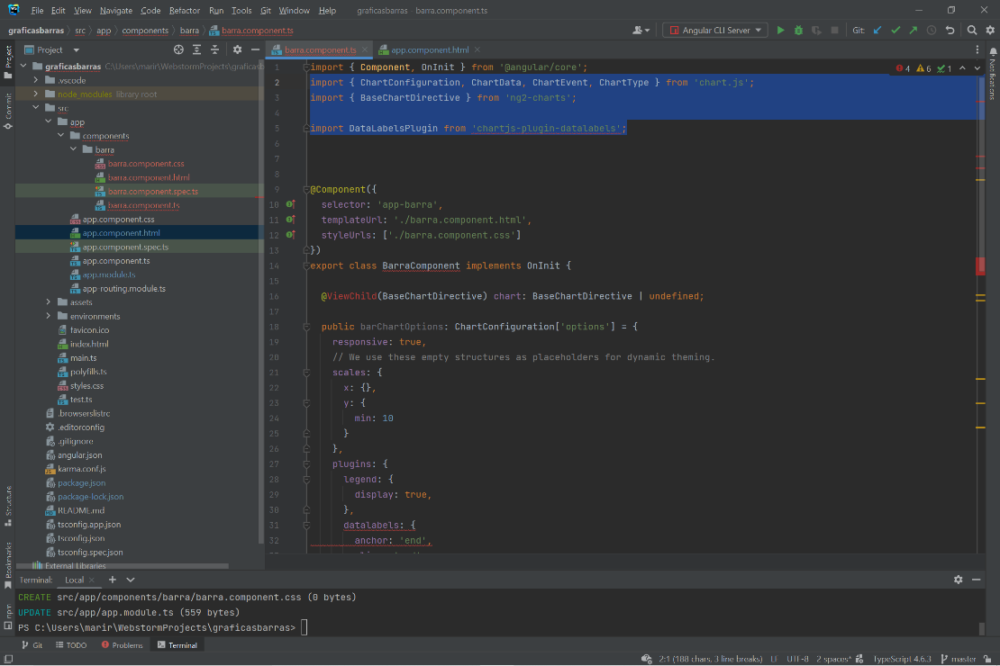 File Edit View Navigate Code Refactor Run Tools Git Window Help graficasbarras - barra.component.ts
graficasbarras > src > app > components > barra > barra.component.ts
Angular CLI Server
Git:
Project
barra.component.ts
app.component.html
graficasbarras C:\Users\marir\WebstormProjects\graficasb
.vscode
node_modules library root
src
app
components
barra
barra.component.css
barra.component.html
barra.component.spec.ts
barra.component.ts
app.component.css
app.component.html
app.component.spec.ts
app.component.ts
app.module.ts
app-routing.module.ts
assets
environments
favicon.ico
index.html
main.ts
polyfills.ts
styles.css
test.ts
.browserslistrc
.editorconfig
.gitignore
angular.json
karma.conf.js
package.json
package-lock.json
README.md
tsconfig.app.json
tsconfig.json
tsconfig.spec.json
External Libraries
Project
Commit
Structure
Bookmarks
npm
Notifications
4 6 1
1 import { Component, OnInit } from '@angular/core';
2 import { ChartConfiguration, ChartData, ChartEvent, ChartType } from 'chart.js';
3 import { BaseChartDirective } from 'ng2-charts';
4
5 import DataLabelsPlugin from 'chartjs-plugin-datalabels';
6
7
8
9 @Component({
10 selector: 'app-barra',
11 templateUrl: './barra.component.html',
12 styleUrls: ['./barra.component.css']
13 })
14 export class BarraComponent implements OnInit {
15
16 @ViewChild(BaseChartDirective) chart: BaseChartDirective | undefined;
17
18 public barChartOptions: ChartConfiguration['options'] = {
19 responsive: true,
20 // We use these empty structures as placeholders for dynamic theming.
21 scales: {
22 x: {},
23 y: {
24 min: 10
25 }
26 },
27 plugins: {
28 legend: {
29 display: true,
30 },
31 datalabels: {
32 anchor: 'end',
Terminal: Local
CREATE src/app/components/barra/barra.component.css (0 bytes)
UPDATE src/app/app.module.ts (559 bytes)
PS C:\Users\marir\WebstormProjects\graficasbarras>
Git TODO Problems Terminal
2:1 (188 chars, 3 line breaks) LF UTF-8 2 spaces* TypeScript 4.6.3 master